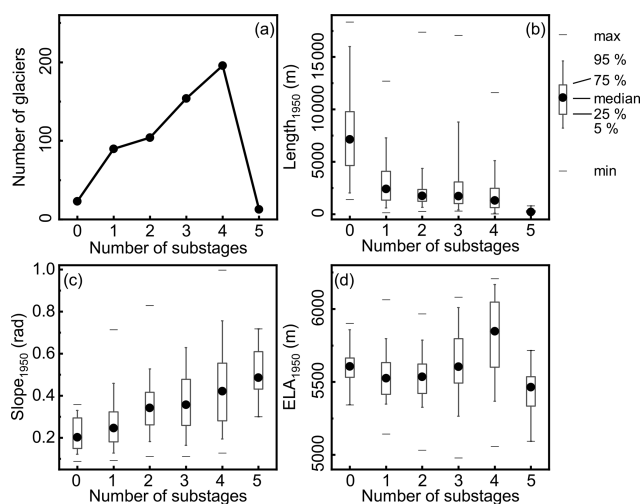 (a)
Number of glaciers
200
100
0
0 1 2 3 4 5
Number of substages
(b)
Length1950 (m)
15000
10000
5000
0
0 1 2 3 4 5
Number of substages
max
95 %
75 %
median
25 %
5 %
min
(c)
Slope1950 (rad)
1.0
0.8
0.6
0.4
0.2
0 1 2 3 4 5
Number of substages
(d)
ELA1950 (m)
6000
5500
5000
0 1 2 3 4 5
Number of substages